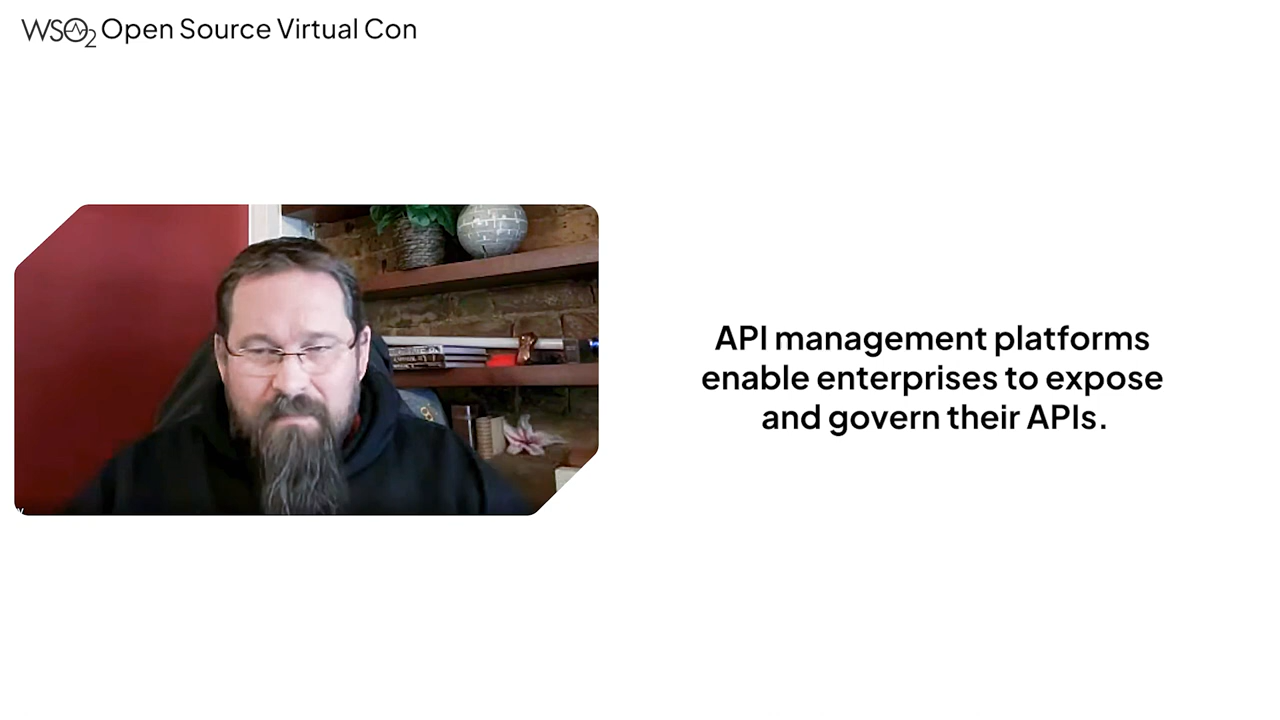 WSO2 Open Source Virtual Con
API management platforms
enable enterprises to expose
and govern their APIs.